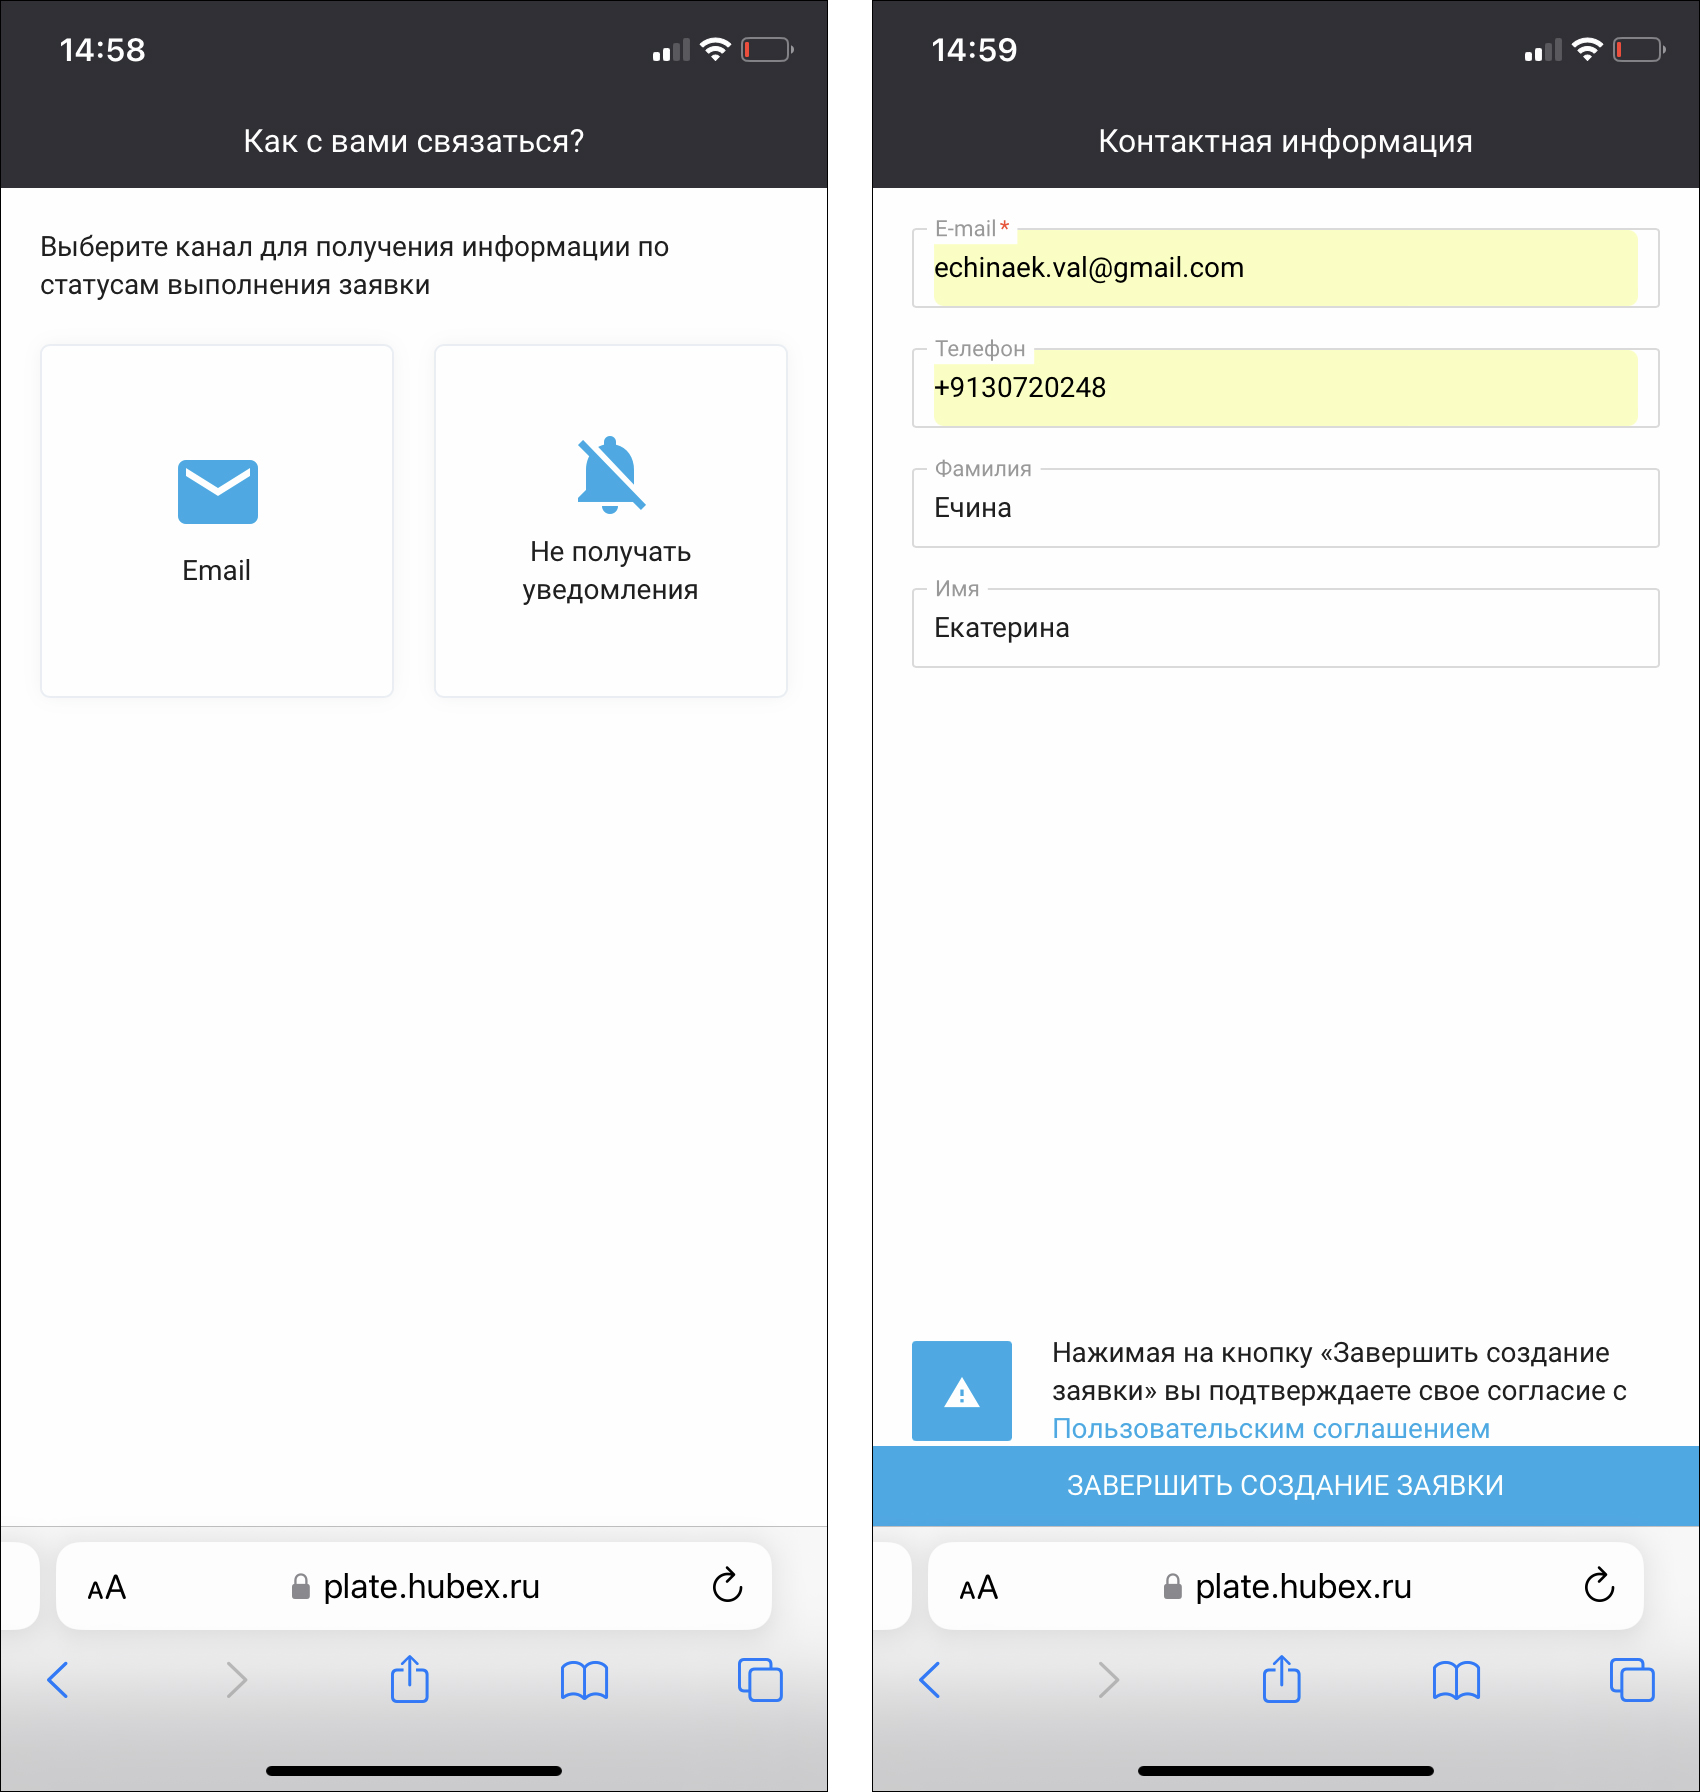 14:58
Как с вами связаться?
Выберите канал для получения информации по
статусам выполнения заявки
Email
Не получать
уведомления
AA
plate.hubex.ru
14:59
Контактная информация
E-mail*
echinaek.val@gmail.com
Телефон
+9130720248
Фамилия
Ечина
Имя
Екатерина
Нажимая на кнопку «Завершить создание
заявки» вы подтверждаете свое согласие с
Пользовательским соглашением
ЗАВЕРШИТЬ СОЗДАНИЕ ЗАЯВКИ
AA
plate.hubex.ru